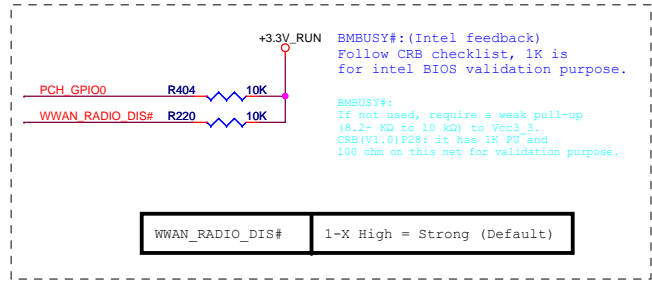 +3.3V_RUN
BMBUSY#:(Intel feedback)
Follow CRB checklist, 1K is
for intel BIOS validation purpose.
PCH_GPIO0 R404 10K
WWAN_RADIO_DIS# R220 10K
BMBUSY#:
If not used, require a weak pull-up
(8.2- KΩ to 10 kΩ) to Vcc3_3.
CRB(V1.0)P28: it has 1K PU and
100 ohm on this net for validation purpose.
WWAN_RADIO_DIS# 1-X High = Strong (Default)